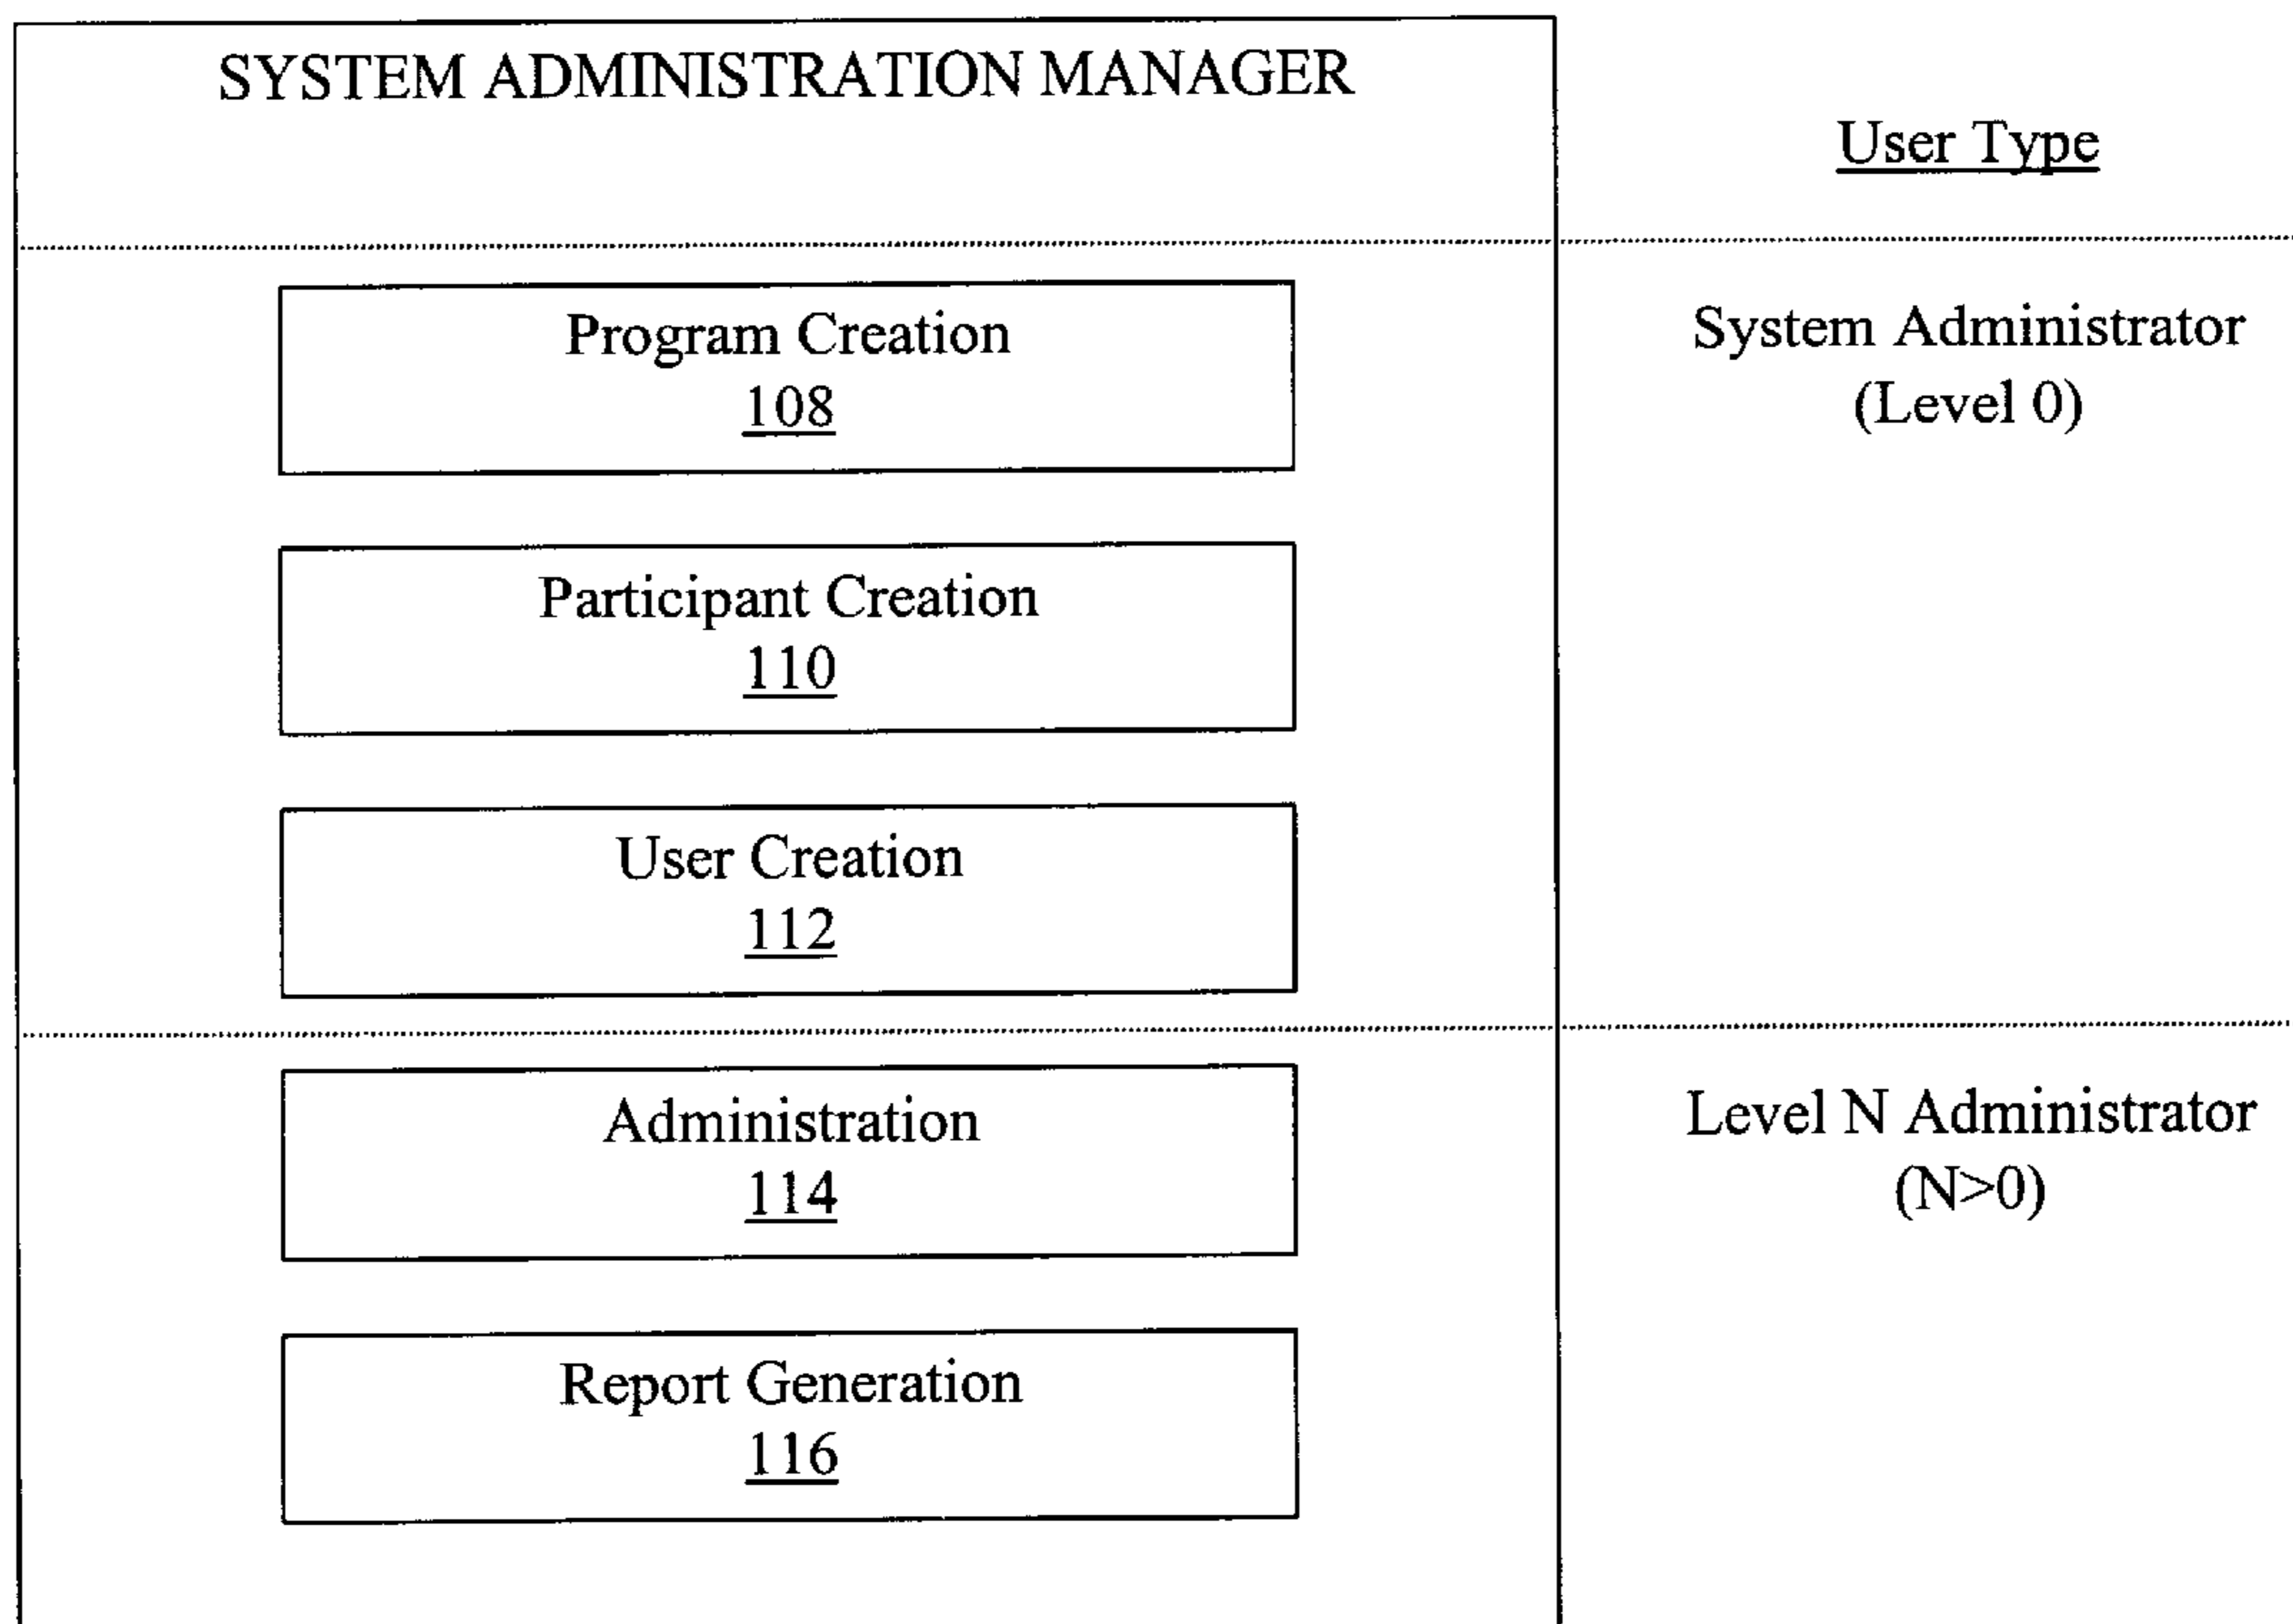 SYSTEM ADMINISTRATION MANAGER
User Type
Program Creation
108
System Administrator
(Level 0)
Participant Creation
110
User Creation
112
Administration
114
Level N Administrator
(N>0)
Report Generation
116